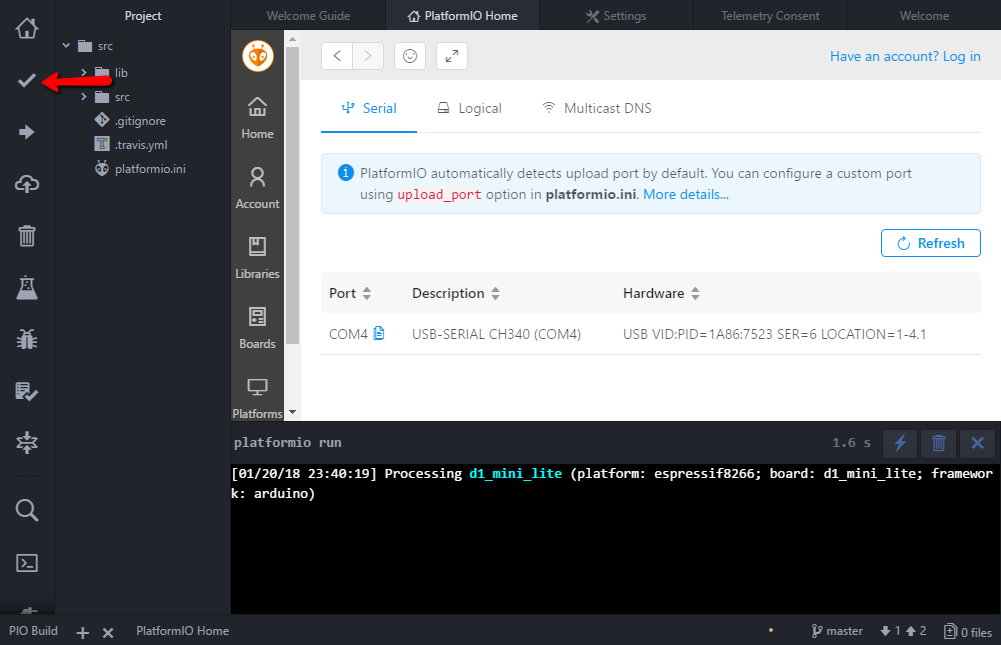 Project
Welcome Guide
PlatformIO Home
Settings
Telemetry Consent
Welcome
src
lib
src
.gitignore
.travis.yml
platformio.ini
Home
Account
Libraries
Boards
Platforms
Have an account? Log in
Serial
Logical
Multicast DNS
PlatformIO automatically detects upload port by default. You can configure a custom port
using upload_port option in platformio.ini. More details...
Refresh
Port Description Hardware
COM4 USB-SERIAL CH340 (COM4) USB VID:PID=1A86:7523 SER=6 LOCATION=1-4.1
platformio run 1.6 s
[01/20/18 23:40:19] Processing d1_mini_lite (platform: espressif8266; board: d1_mini_lite; framewor
k: arduino)
PIO Build PlatformIO Home master 1 2 0 files